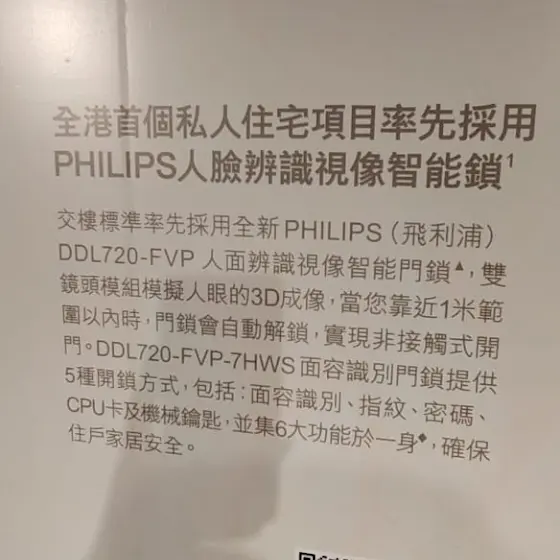 全港首個私人住宅項目率先採用
PHILIPS人臉辨識視像智能鎖1
交樓標準率先採用全新PHILIPS（飛利浦）
DDL720-FVP 人面辨識視像智能門鎖▲，雙
鏡頭模組模擬人眼的3D成像，當您靠近1米範
圍以內時，門鎖會自動解鎖，實現非接觸式開
門。DDL720-FVP-7HWS面容識別門鎖提供
5種開鎖方式，包括：面容識別、指紋、密碼、
CPU卡及機械鑰匙，並集6大功能於一身◆，確保
住戶家居安全。